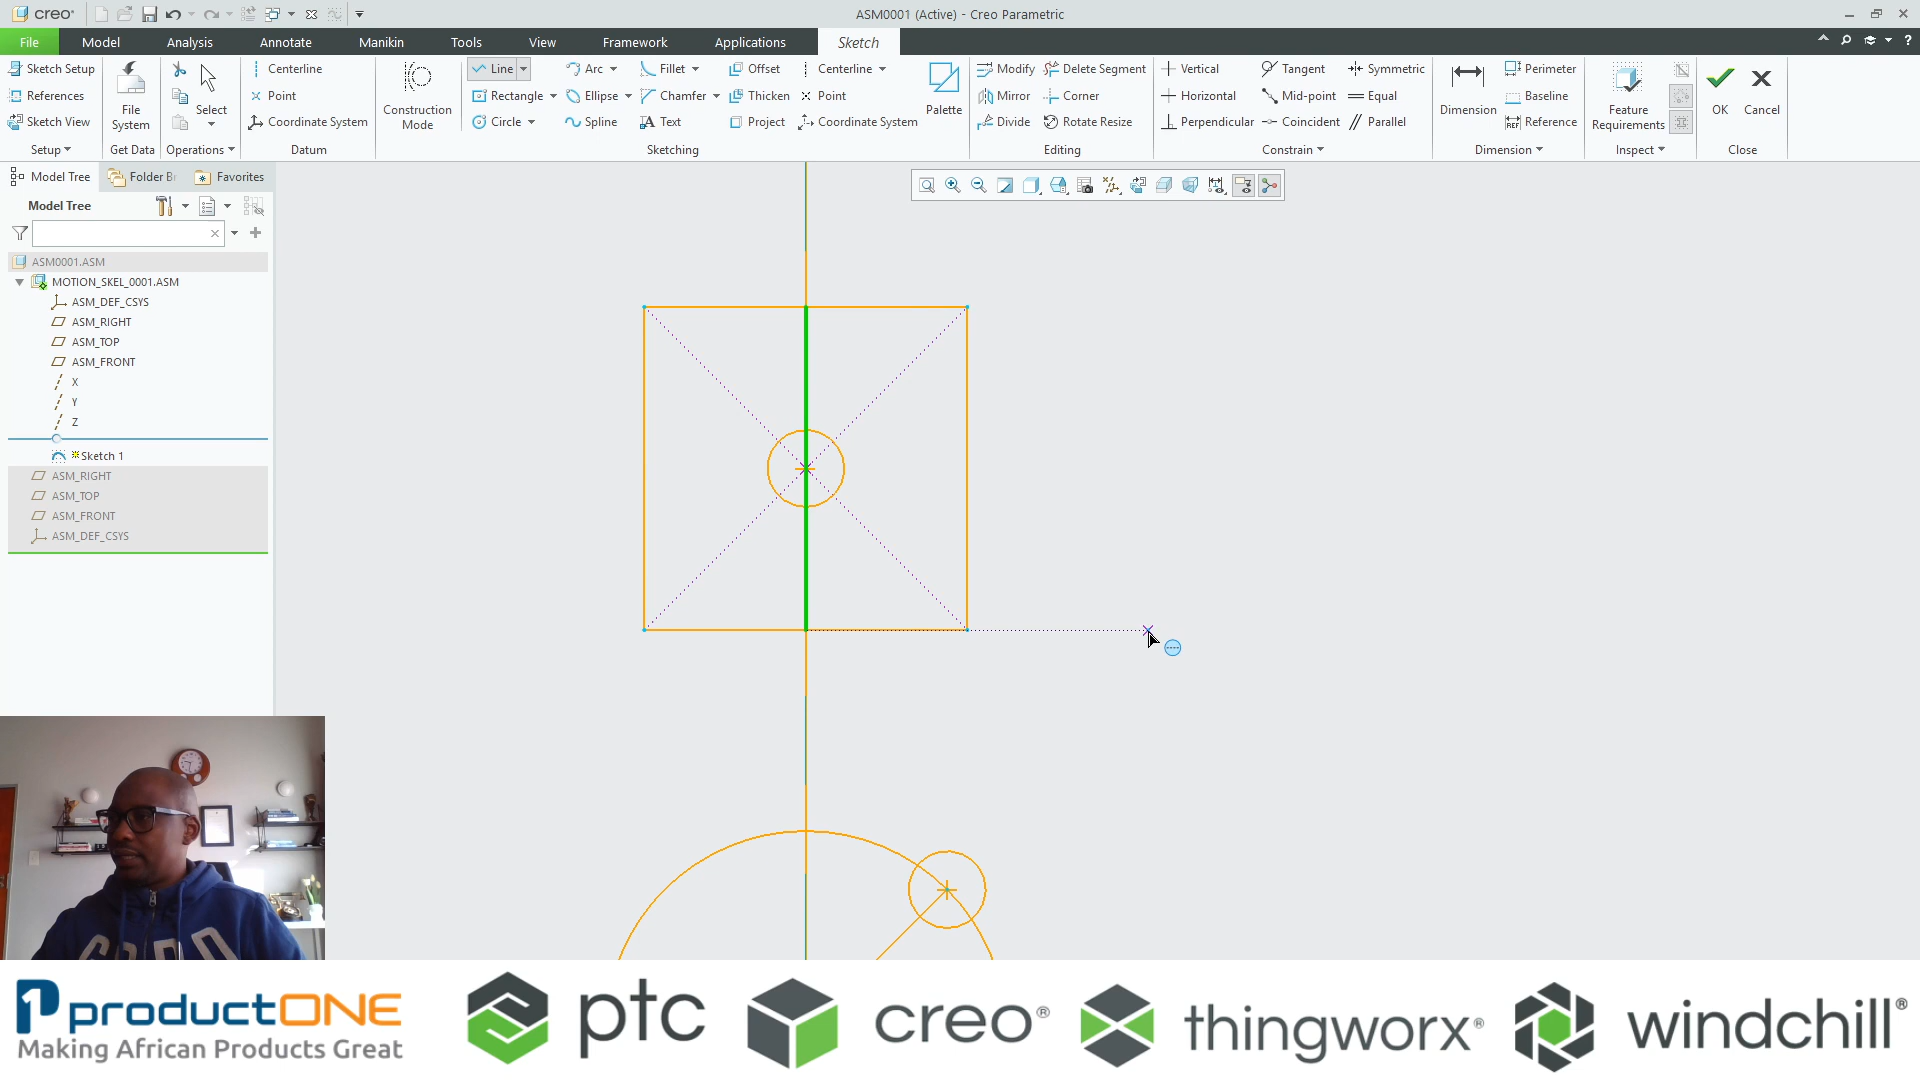 creo®
ASM0001 (Active) - Creo Parametric
File Model Analysis Annotate Manikin Tools View Framework Applications Sketch
Sketch Setup
References
Sketch View
Setup
File System
Get Data
Select
Operations
Centerline
Point
Coordinate System
Datum
Construction Mode
Line Arc Fillet Offset Centerline
Rectangle Ellipse Chamfer Thicken Point
Circle Spline Text Project Coordinate System
Palette
Sketching
Modify Delete Segment
Mirror Corner
Divide Rotate Resize
Editing
Vertical Tangent Symmetric
Horizontal Mid-point Equal
Perpendicular Coincident Parallel
Constrain
Dimension
Perimeter
Baseline
REF Reference
Dimension
Feature Requirements
Inspect
OK
Cancel
Close
Model Tree Folder Br Favorites
Model Tree
ASM0001.ASM
MOTION_SKEL_0001.ASM
ASM_DEF_CSYS
ASM_RIGHT
ASM_TOP
ASM_FRONT
X
Y
Z
Sketch 1
ASM_RIGHT
ASM_TOP
ASM_FRONT
ASM_DEF_CSYS
productONE
Making African Products Great
ptc
creo®
thingworx®
windchill®